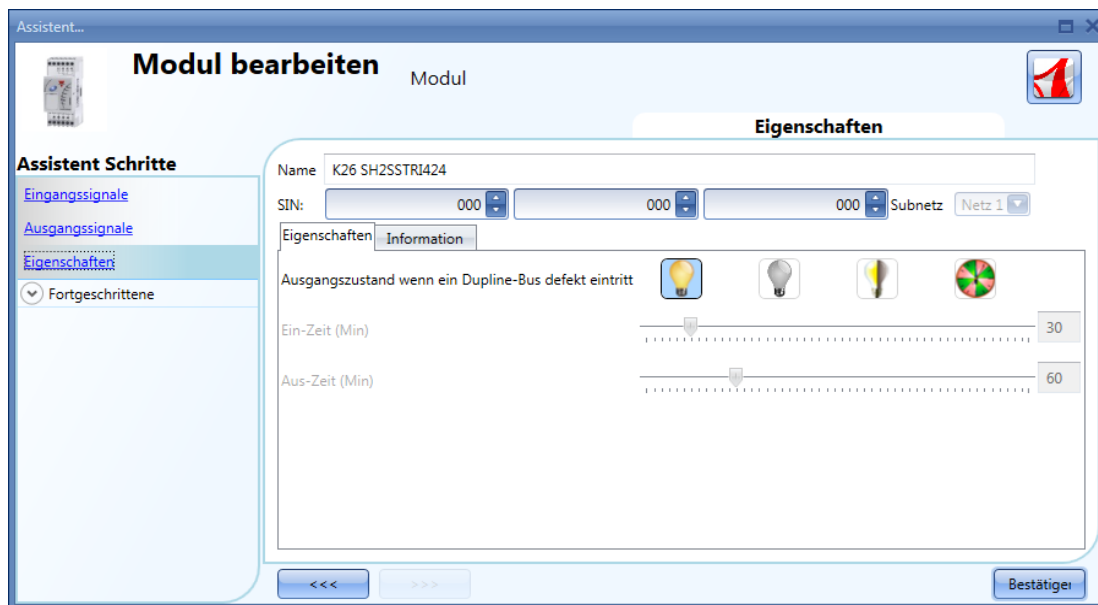 Assistent...
Modul bearbeiten
Modul
Eigenschaften
Assistent Schritte
Eingangssignale
Ausgangssignale
Eigenschaften
Fortgeschrittene
Name K26 SH2SSTRI424
SIN: 000 000 000 Subnetz Netz 1
Eigenschaften Information
Ausgangszustand wenn ein Dupline-Bus defekt eintritt
Ein-Zeit (Min) 30
Aus-Zeit (Min) 60
<<< >>> Bestätiger